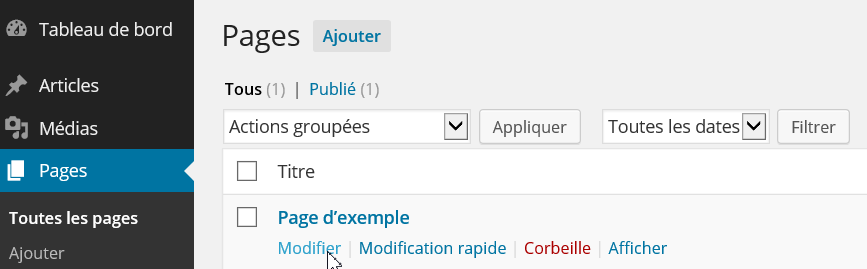 Tableau de bord
Articles
Médias
Pages
Toutes les pages
Ajouter
Pages Ajouter
Tous (1) | Publié (1)
Actions groupées Appliquer Toutes les dates Filtrer
Titre
Page d’exemple
Modifier | Modification rapide | Corbeille | Afficher